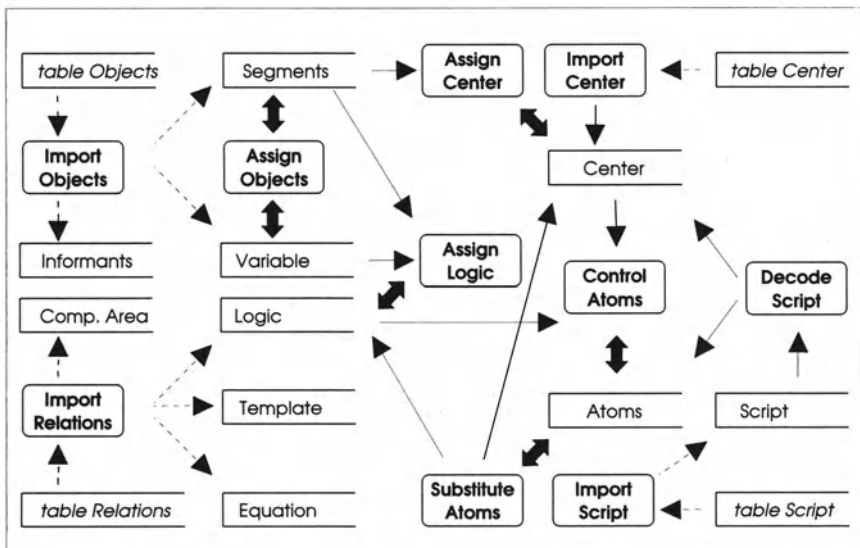 table Objects
Segments
Assign
Center
Import
Center
table Center
Import
Objects
Assign
Objects
Center
Informants
Variable
Assign
Logic
Control
Atoms
Decode
Script
Comp. Area
Logic
Import
Relations
Template
Atoms
Script
table Relations
Equation
Substitute
Atoms
Import
Script
table Script